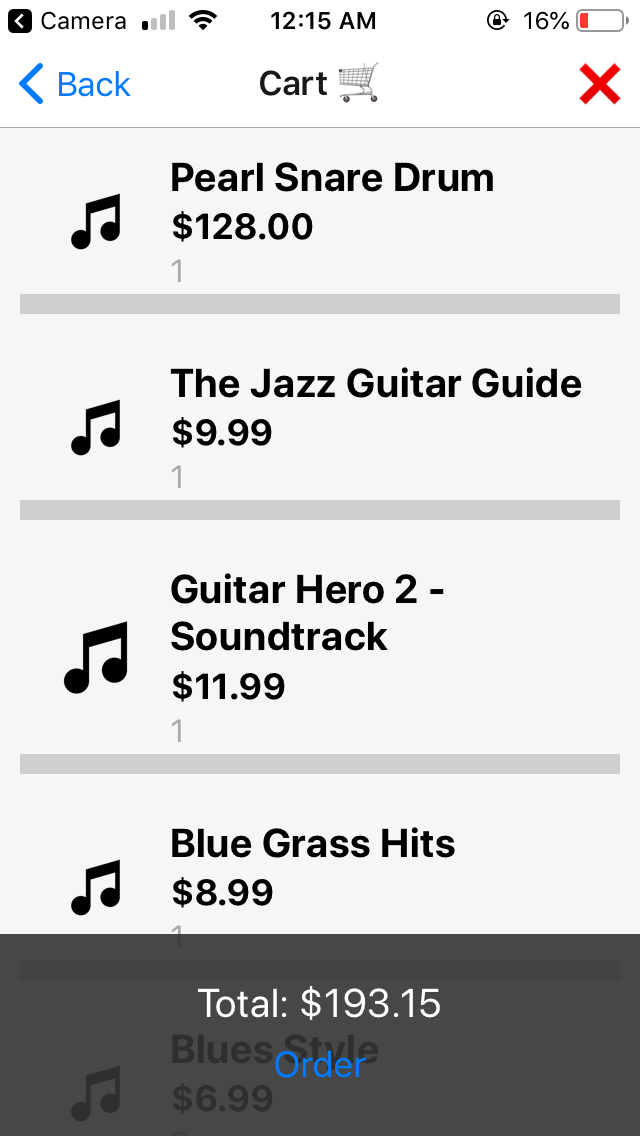 Camera 12:15 AM 16%
Back Cart
Pearl Snare Drum
$128.00
1
The Jazz Guitar Guide
$9.99
1
Guitar Hero 2 -
Soundtrack
$11.99
1
Blue Grass Hits
$8.99
1
Total: $193.15
Blues Style
Order
$6.99